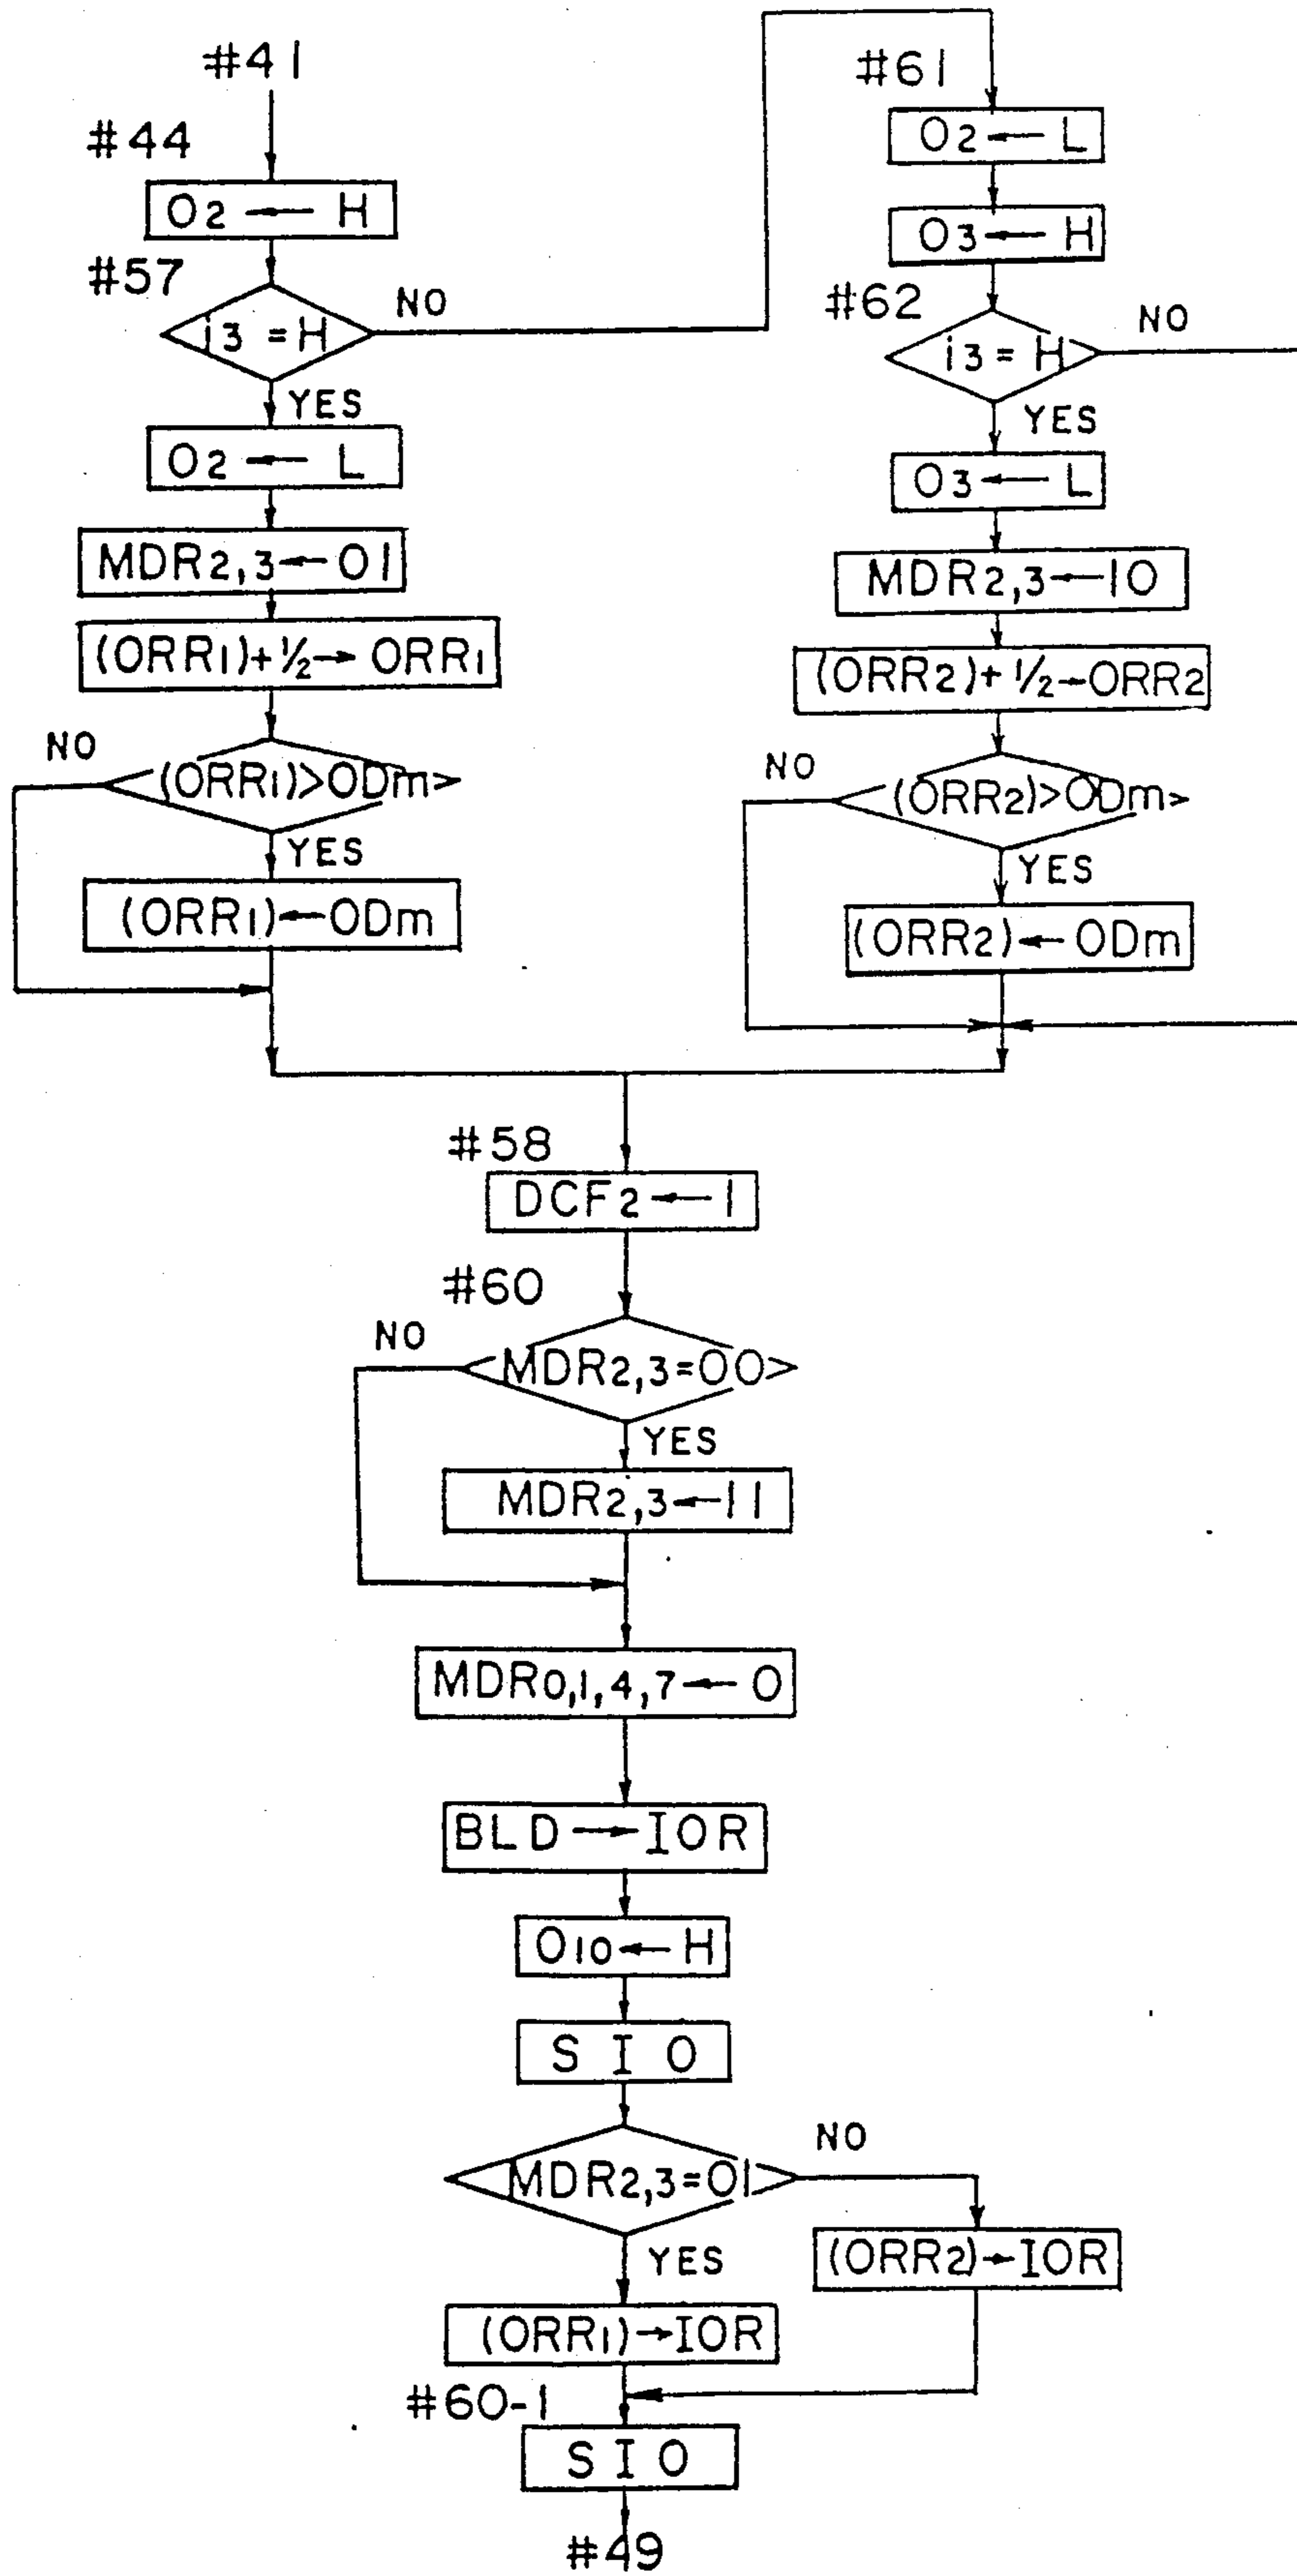 #41
#44
O2 ← H
#57
i3 = H
NO
YES
O2 ← L
MDR2,3 ← 01
(ORR1)+½ → ORR1
NO
(ORR1)>ODm
YES
(ORR1) ← ODm
#61
O2 ← L
O3 ← H
#62
i3 = H
NO
YES
O3 ← L
MDR2,3 ← 10
(ORR2)+½ → ORR2
NO
(ORR2)>ODm
YES
(ORR2) ← ODm
#58
DCF2 ← 1
#60
NO
MDR2,3=00
YES
MDR2,3 ← 11
MDR0,1,4,7 ← 0
BLD → IOR
O10 ← H
SIO
MDR2,3=01
NO
YES
(ORR2) → IOR
(ORR1) → IOR
#60-1
SIO
#49